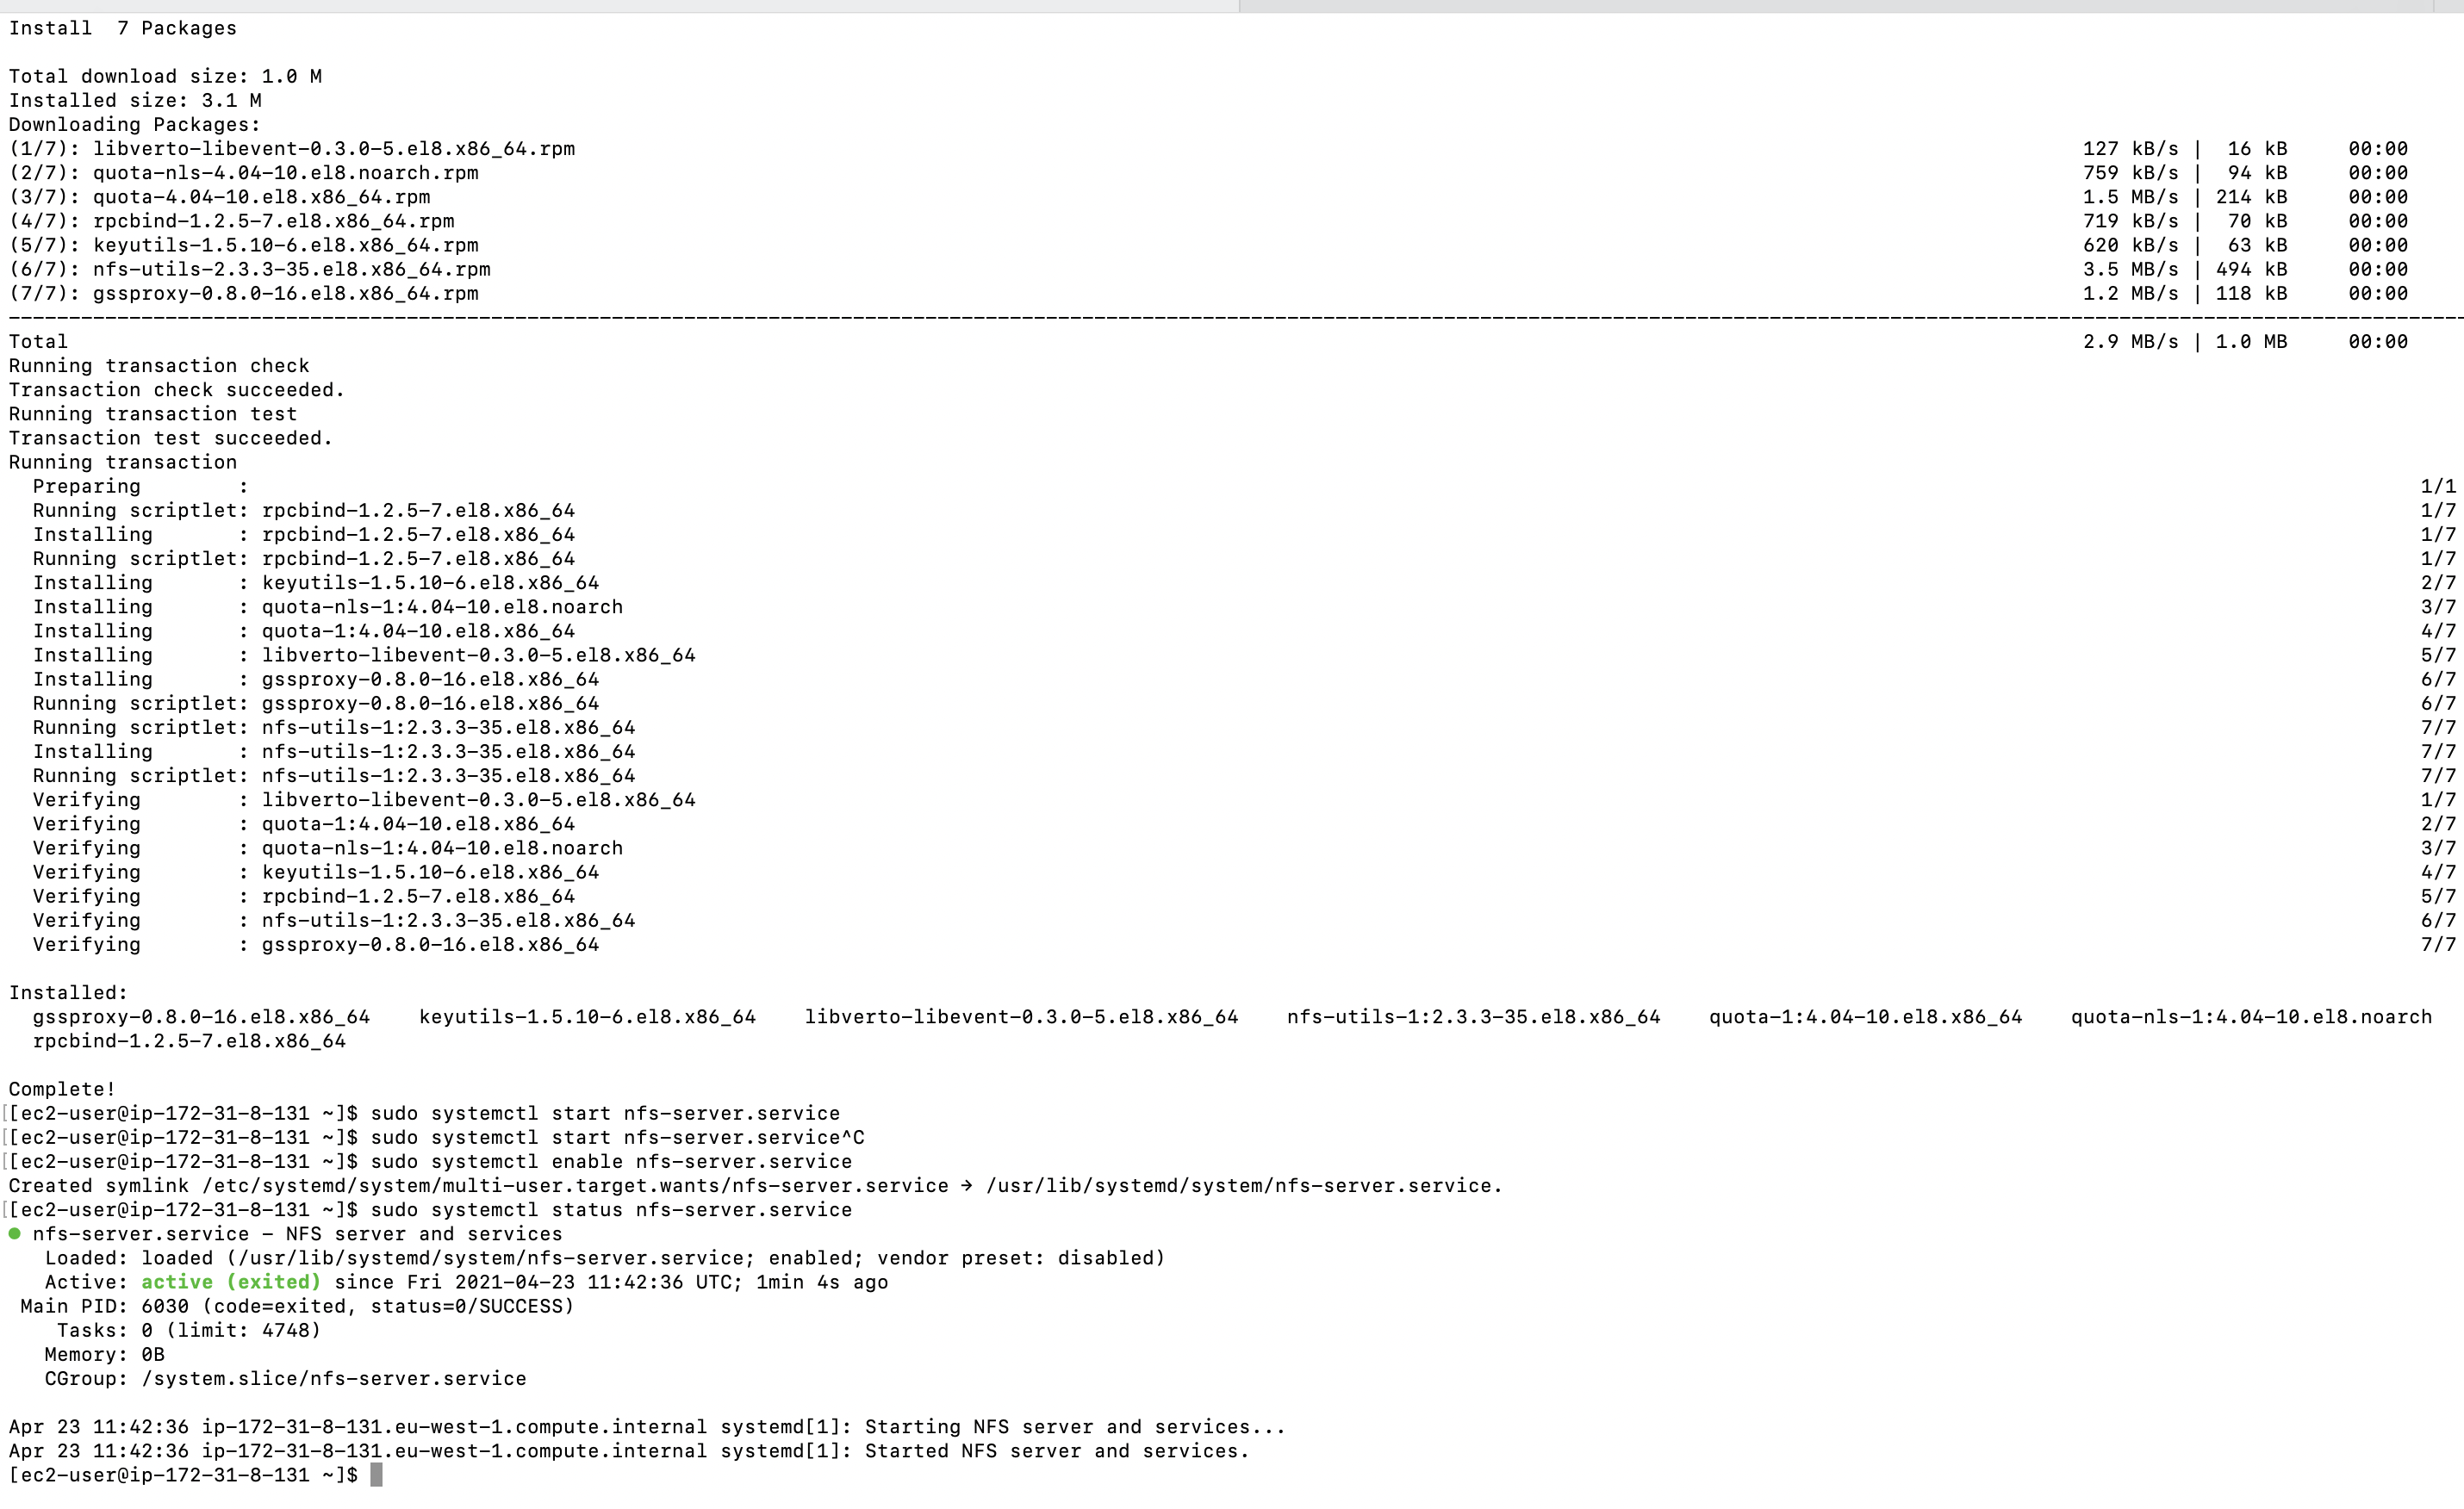 Install  7 Packages

Total download size: 1.0 M
Installed size: 3.1 M
Downloading Packages:
(1/7): libverto-libevent-0.3.0-5.el8.x86_64.rpm    127 kB/s |  16 kB     00:00
(2/7): quota-nls-4.04-10.el8.noarch.rpm    759 kB/s |  94 kB     00:00
(3/7): quota-4.04-10.el8.x86_64.rpm    1.5 MB/s | 214 kB     00:00
(4/7): rpcbind-1.2.5-7.el8.x86_64.rpm    719 kB/s |  70 kB     00:00
(5/7): keyutils-1.5.10-6.el8.x86_64.rpm    620 kB/s |  63 kB     00:00
(6/7): nfs-utils-2.3.3-35.el8.x86_64.rpm    3.5 MB/s | 494 kB     00:00
(7/7): gssproxy-0.8.0-16.el8.x86_64.rpm    1.2 MB/s | 118 kB     00:00
--------------------------------------------------------------------------------
Total    2.9 MB/s | 1.0 MB     00:00
Running transaction check
Transaction check succeeded.
Running transaction test
Transaction test succeeded.
Running transaction
  Preparing        :    1/1
  Running scriptlet: rpcbind-1.2.5-7.el8.x86_64    1/7
  Installing       : rpcbind-1.2.5-7.el8.x86_64    1/7
  Running scriptlet: rpcbind-1.2.5-7.el8.x86_64    1/7
  Installing       : keyutils-1.5.10-6.el8.x86_64    2/7
  Installing       : quota-nls-1:4.04-10.el8.noarch    3/7
  Installing       : quota-1:4.04-10.el8.x86_64    4/7
  Installing       : libverto-libevent-0.3.0-5.el8.x86_64    5/7
  Installing       : gssproxy-0.8.0-16.el8.x86_64    6/7
  Running scriptlet: gssproxy-0.8.0-16.el8.x86_64    6/7
  Running scriptlet: nfs-utils-1:2.3.3-35.el8.x86_64    7/7
  Installing       : nfs-utils-1:2.3.3-35.el8.x86_64    7/7
  Running scriptlet: nfs-utils-1:2.3.3-35.el8.x86_64    7/7
  Verifying        : libverto-libevent-0.3.0-5.el8.x86_64    1/7
  Verifying        : quota-1:4.04-10.el8.x86_64    2/7
  Verifying        : quota-nls-1:4.04-10.el8.noarch    3/7
  Verifying        : keyutils-1.5.10-6.el8.x86_64    4/7
  Verifying        : rpcbind-1.2.5-7.el8.x86_64    5/7
  Verifying        : nfs-utils-1:2.3.3-35.el8.x86_64    6/7
  Verifying        : gssproxy-0.8.0-16.el8.x86_64    7/7

Installed:
  gssproxy-0.8.0-16.el8.x86_64    keyutils-1.5.10-6.el8.x86_64    libverto-libevent-0.3.0-5.el8.x86_64    nfs-utils-1:2.3.3-35.el8.x86_64    quota-1:4.04-10.el8.x86_64    quota-nls-1:4.04-10.el8.noarch
  rpcbind-1.2.5-7.el8.x86_64

Complete!
[[ec2-user@ip-172-31-8-131 ~]$ sudo systemctl start nfs-server.service
[[ec2-user@ip-172-31-8-131 ~]$ sudo systemctl start nfs-server.service^C
[[ec2-user@ip-172-31-8-131 ~]$ sudo systemctl enable nfs-server.service
Created symlink /etc/systemd/system/multi-user.target.wants/nfs-server.service → /usr/lib/systemd/system/nfs-server.service.
[[ec2-user@ip-172-31-8-131 ~]$ sudo systemctl status nfs-server.service
● nfs-server.service - NFS server and services
   Loaded: loaded (/usr/lib/systemd/system/nfs-server.service; enabled; vendor preset: disabled)
   Active: active (exited) since Fri 2021-04-23 11:42:36 UTC; 1min 4s ago
 Main PID: 6030 (code=exited, status=0/SUCCESS)
    Tasks: 0 (limit: 4748)
   Memory: 0B
   CGroup: /system.slice/nfs-server.service

Apr 23 11:42:36 ip-172-31-8-131.eu-west-1.compute.internal systemd[1]: Starting NFS server and services...
Apr 23 11:42:36 ip-172-31-8-131.eu-west-1.compute.internal systemd[1]: Started NFS server and services.
[ec2-user@ip-172-31-8-131 ~]$